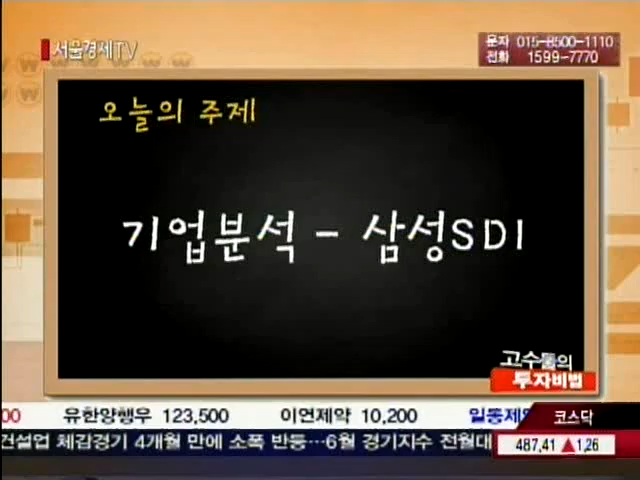 서울경제TV
문자 015-8500-1110
전화 1599-7770
오늘의 주제
기업분석 - 삼성SDI
고수들의
투자비법
00 유한양행우 123,500 이연제약 10,200 일동제약
코스닥
건설업 체감경기 4개월 만에 소폭 반등…6월 경기지수 전월대
487.41 ▲1.26